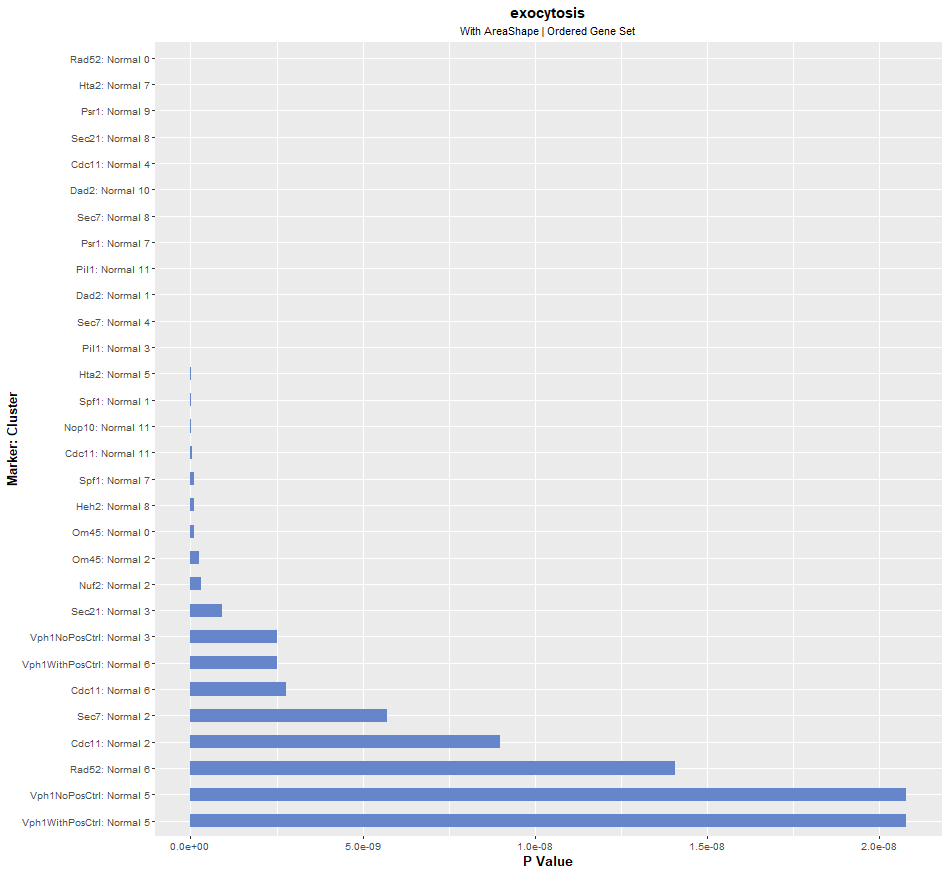 exocytosis
With AreaShape | Ordered Gene Set
Rad52: Normal 0
Hta2: Normal 7
Psr1: Normal 9
Sec21: Normal 8
Cdc11: Normal 4
Dad2: Normal 10
Sec7: Normal 8
Psr1: Normal 7
Pil1: Normal 11
Dad2: Normal 1
Sec7: Normal 4
Pil1: Normal 3
Hta2: Normal 5
Spf1: Normal 1
Nop10: Normal 11
Cdc11: Normal 11
Spf1: Normal 7
Heh2: Normal 8
Om45: Normal 0
Om45: Normal 2
Nuf2: Normal 2
Sec21: Normal 3
Vph1NoPosCtrl: Normal 3
Vph1WithPosCtrl: Normal 6
Cdc11: Normal 6
Sec7: Normal 2
Cdc11: Normal 2
Rad52: Normal 6
Vph1NoPosCtrl: Normal 5
Vph1WithPosCtrl: Normal 5
Marker: Cluster
0.0e+00 5.0e-09 1.0e-08 1.5e-08 2.0e-08
P Value